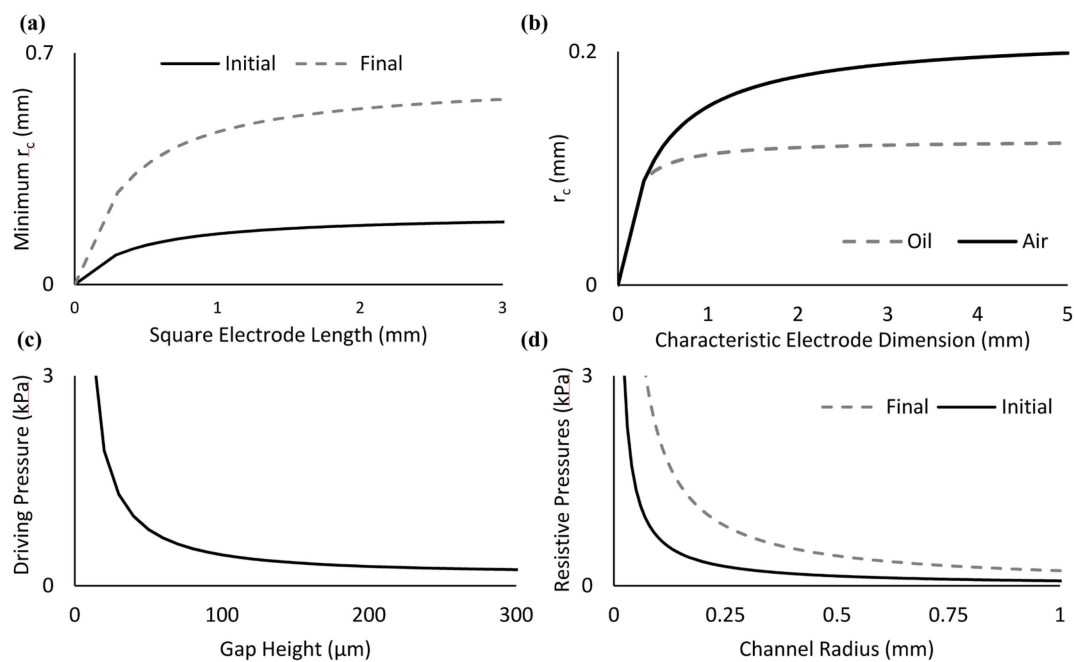 (a)
0.7
Initial Final
Minimum r_c (mm)
0
0 1 2 3
Square Electrode Length (mm)
(b)
0.2
r_c (mm)
Oil Air
0
0 1 2 3 4 5
Characteristic Electrode Dimension (mm)
(c)
3
Driving Pressure (kPa)
0
0 100 200 300
Gap Height (µm)
(d)
3
Final Initial
Resistive Pressures (kPa)
0
0 0.25 0.5 0.75 1
Channel Radius (mm)